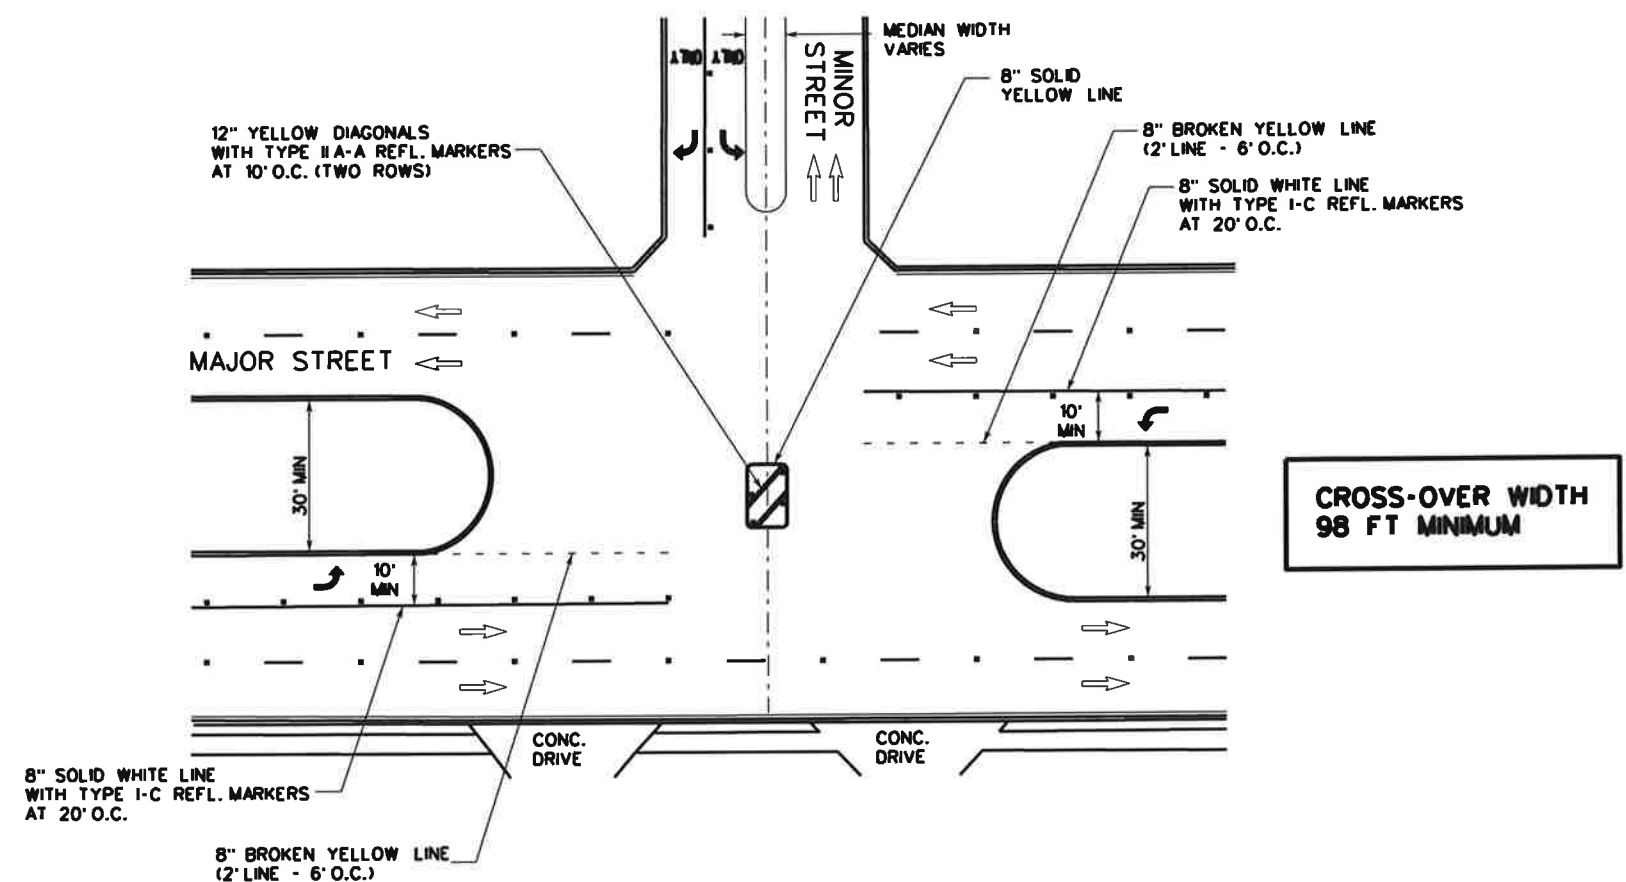 MEDIAN WIDTH
VARIES
ONLY ONLY
MINOR
STREET
8" SOLID
YELLOW LINE
12" YELLOW DIAGONALS
WITH TYPE II A-A REFL. MARKERS
AT 10' O.C. (TWO ROWS)
8" BROKEN YELLOW LINE
(2' LINE - 6' O.C.)
8" SOLID WHITE LINE
WITH TYPE I-C REFL. MARKERS
AT 20' O.C.
MAJOR STREET
10'
MIN
30' MIN
30' MIN
CROSS-OVER WIDTH
98 FT MINIMUM
10'
MIN
CONC.
DRIVE
CONC.
DRIVE
8" SOLID WHITE LINE
WITH TYPE I-C REFL. MARKERS
AT 20' O.C.
8" BROKEN YELLOW LINE
(2' LINE - 6' O.C.)